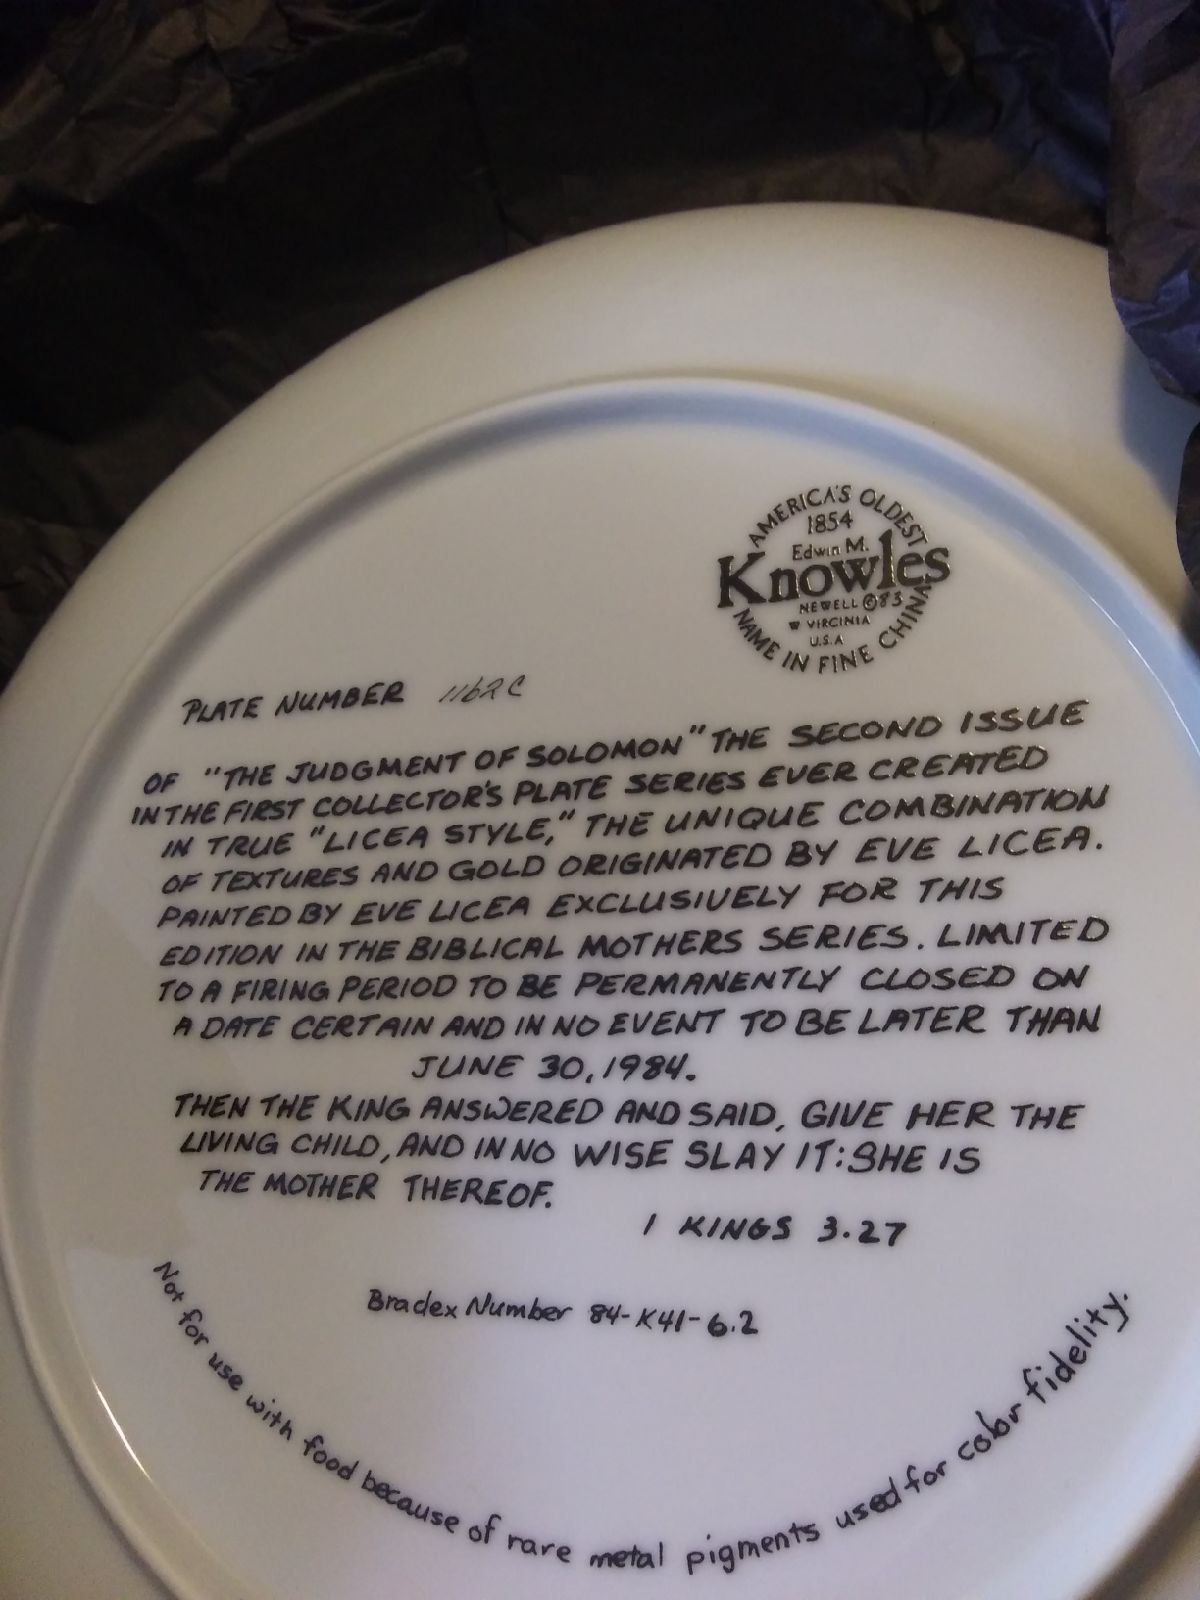 AMERICA'S OLDEST
1854
Edwin M.
Knowles
NEWELL ©83
W VIRGINIA
U.S.A
NAME IN FINE CHINA
PLATE NUMBER 1162C
OF "THE JUDGMENT OF SOLOMON" THE SECOND ISSUE
IN THE FIRST COLLECTOR'S PLATE SERIES EVER CREATED
IN TRUE "LICEA STYLE," THE UNIQUE COMBINATION
OF TEXTURES AND GOLD ORIGINATED BY EVE LICEA.
PAINTED BY EVE LICEA EXCLUSIVELY FOR THIS
EDITION IN THE BIBLICAL MOTHERS SERIES. LIMITED
TO A FIRING PERIOD TO BE PERMANENTLY CLOSED ON
A DATE CERTAIN AND IN NO EVENT TO BE LATER THAN
JUNE 30, 1984.
THEN THE KING ANSWERED AND SAID, GIVE HER THE
LIVING CHILD, AND IN NO WISE SLAY IT: SHE IS
THE MOTHER THEREOF.
1 KINGS 3.27
Bradex Number 84-K41-6.2
Not for use with food because of rare metal pigments used for color fidelity.